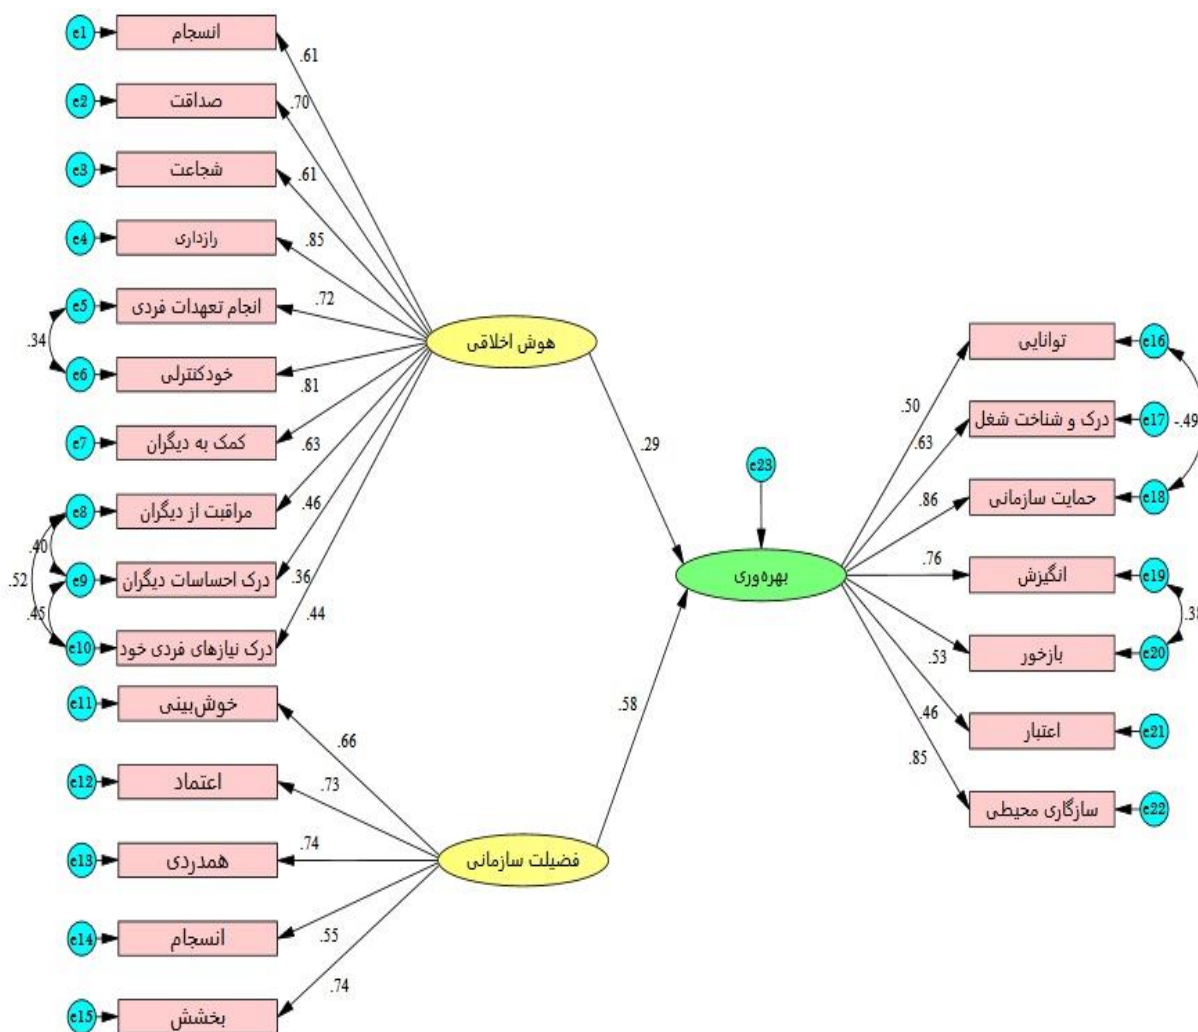 e1
انسجام
.61
e2
صداقت
.70
e3
شجاعت
.61
e4
رازداری
.85
e5
انجام تعهدات فردی
.72
.34
e6
خودکنترلی
.81
e7
کمک به دیگران
.63
e8
مراقبت از دیگران
.46
.40
.52
e9
درک احساسات دیگران
.36
.45
e10
درک نیازهای فردی خود
.44
هوش اخلاقی
.29
e11
خوش‌بینی
.66
e12
اعتماد
.73
e13
همدردی
.74
e14
انسجام
.55
e15
بخشش
.74
فضیلت سازمانی
.58
e23
بهره‌وری
توانایی
e16
.50
درک و شناخت شغل
e17
-.49
.63
حمایت سازمانی
e18
.86
انگیزش
e19
.76
.38
بازخور
e20
.53
اعتبار
e21
.46
سازگاری محیطی
e22
.85